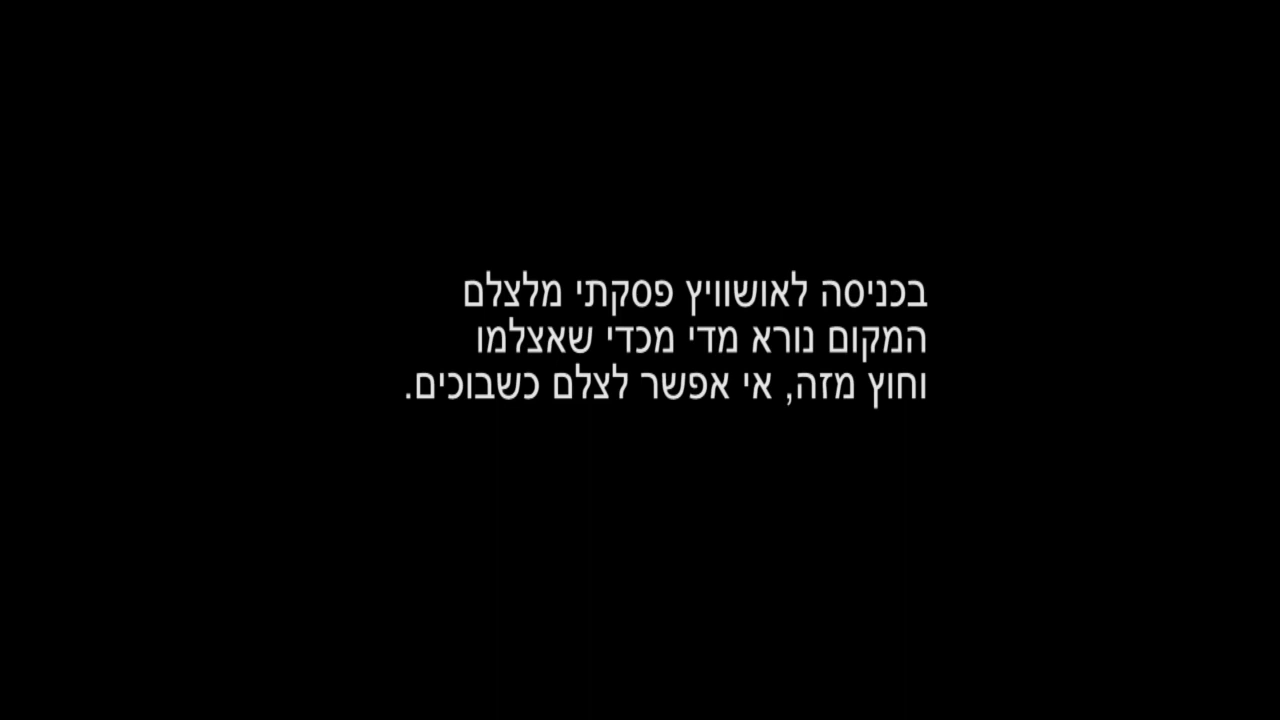 בכניסה לאושוויץ פסקתי מלצלם
המקום נורא מדי מכדי שאצלמו
וחוץ מזה, אי אפשר לצלם כשבוכים.